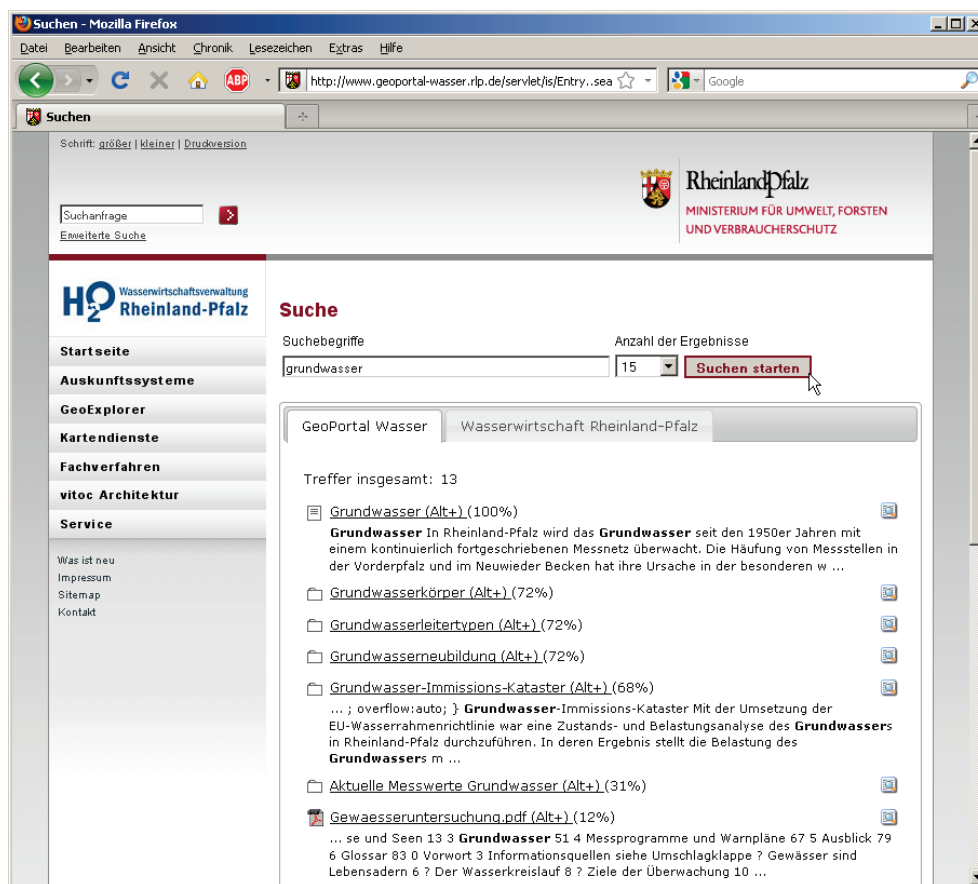 Suchen - Mozilla Firefox
Datei Bearbeiten Ansicht Chronik Lesezeichen Extras Hilfe
ABP http://www.geoportal-wasser.rlp.de/servlet/is/Entry..sea Google
Suchen
Schrift: größer | kleiner | Druckversion
RheinlandPfalz
MINISTERIUM FÜR UMWELT, FORSTEN
UND VERBRAUCHERSCHUTZ
Suchanfrage
Erweiterte Suche
H2O Wasserwirtschaftsverwaltung
Rheinland-Pfalz
Startseite
Auskunftssysteme
GeoExplorer
Kartendienste
Fachverfahren
vitoc Architektur
Service
Was ist neu
Impressum
Sitemap
Kontakt
Suche
Suchebegriffe Anzahl der Ergebnisse
grundwasser 15 Suchen starten
GeoPortal Wasser Wasserwirtschaft Rheinland-Pfalz
Treffer insgesamt: 13
Grundwasser (Alt+) (100%)
Grundwasser In Rheinland-Pfalz wird das Grundwasser seit den 1950er Jahren mit
einem kontinuierlich fortgeschriebenen Messnetz überwacht. Die Häufung von Messstellen in
der Vorderpfalz und im Neuwieder Becken hat ihre Ursache in der besonderen w ...
Grundwasserkörper (Alt+) (72%)
Grundwasserleitertypen (Alt+) (72%)
Grundwasserneubildung (Alt+) (72%)
Grundwasser-Immissions-Kataster (Alt+) (68%)
... ; overflow:auto; } Grundwasser-Immissions-Kataster Mit der Umsetzung der
EU-Wasserrahmenrichtlinie war eine Zustands- und Belastungsanalyse des Grundwassers
in Rheinland-Pfalz durchzuführen. In deren Ergebnis stellt die Belastung des
Grundwassers m ...
Aktuelle Messwerte Grundwasser (Alt+) (31%)
Gewaesseruntersuchung.pdf (Alt+) (12%)
... se und Seen 13 3 Grundwasser 51 4 Messprogramme und Warnpläne 67 5 Ausblick 79
6 Glossar 83 0 Vorwort 3 Informationsquellen siehe Umschlagklappe ? Gewässer sind
Lebensadern 6 ? Der Wasserkreislauf 8 ? Ziele der Überwachung 10 ...